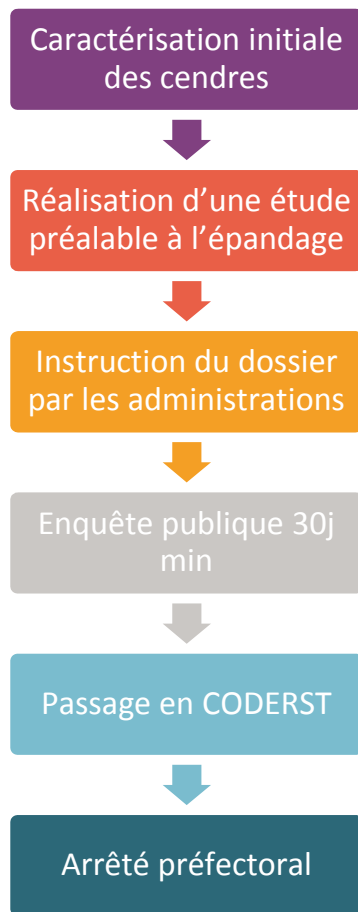 Caractérisation initiale
des cendres
Réalisation d’une étude
préalable à l’épandage
Instruction du dossier
par les administrations
Enquête publique 30j
min
Passage en CODERST
Arrêté préfectoral